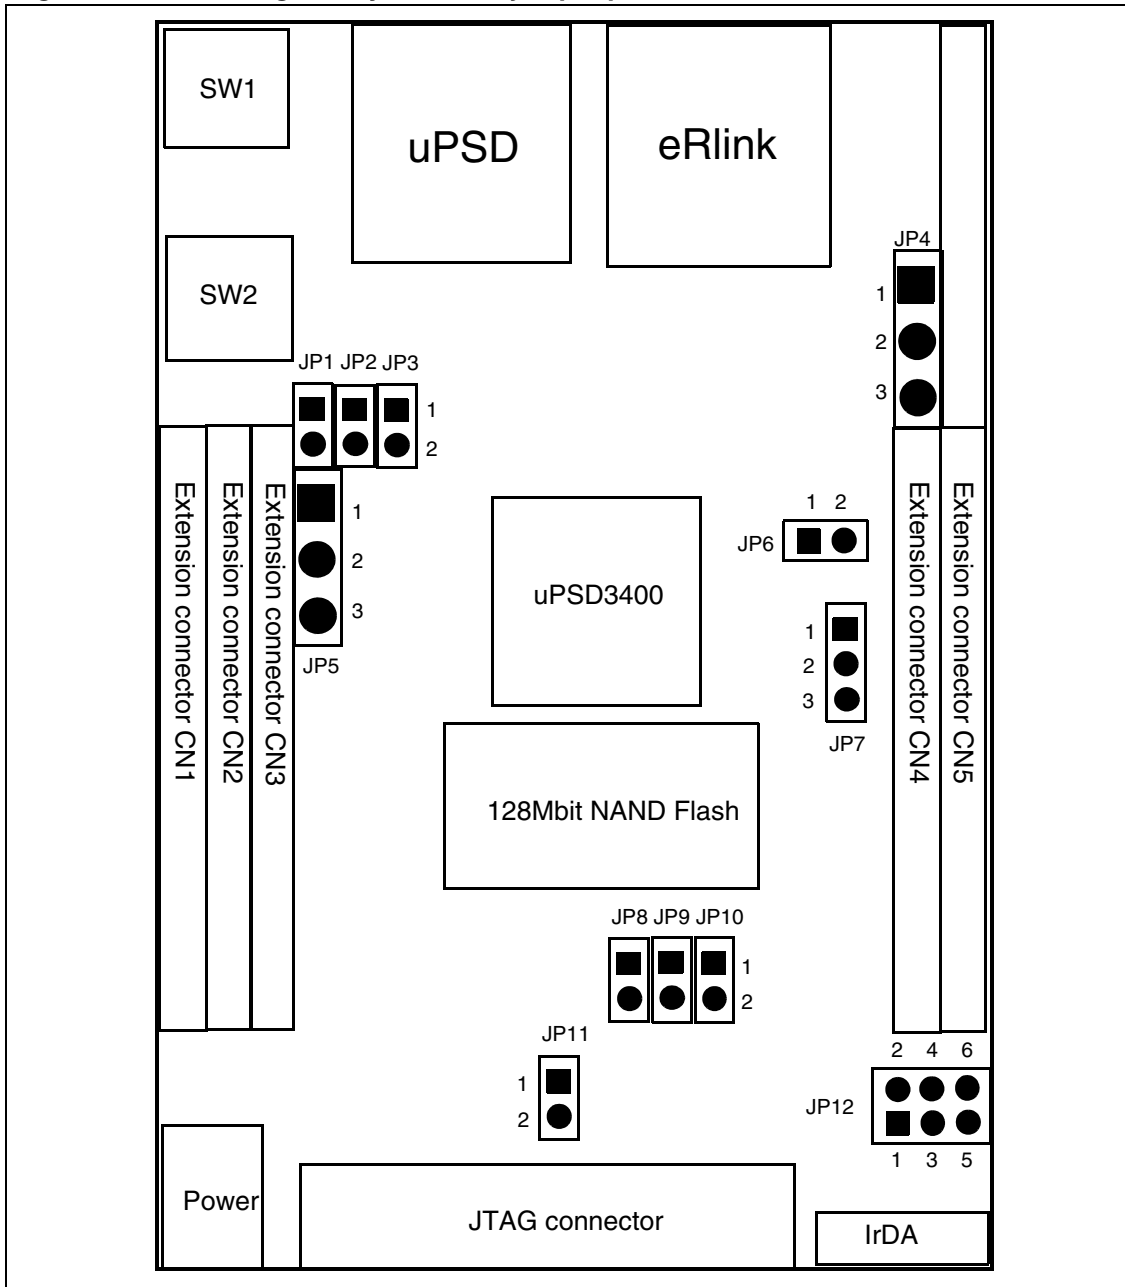 SW1
uPSD
eRlink
SW2
JP4
1
2
3
JP1 JP2 JP3
1
2
Extension connector CN1
Extension connector CN2
Extension connector CN3
1
2
3
JP5
uPSD3400
1 2
JP6
1
2
3
JP7
Extension connector CN4
Extension connector CN5
128Mbit NAND Flash
JP8 JP9 JP10
1
2
JP11
1
2
2 4 6
JP12
1 3 5
Power
JTAG connector
IrDA